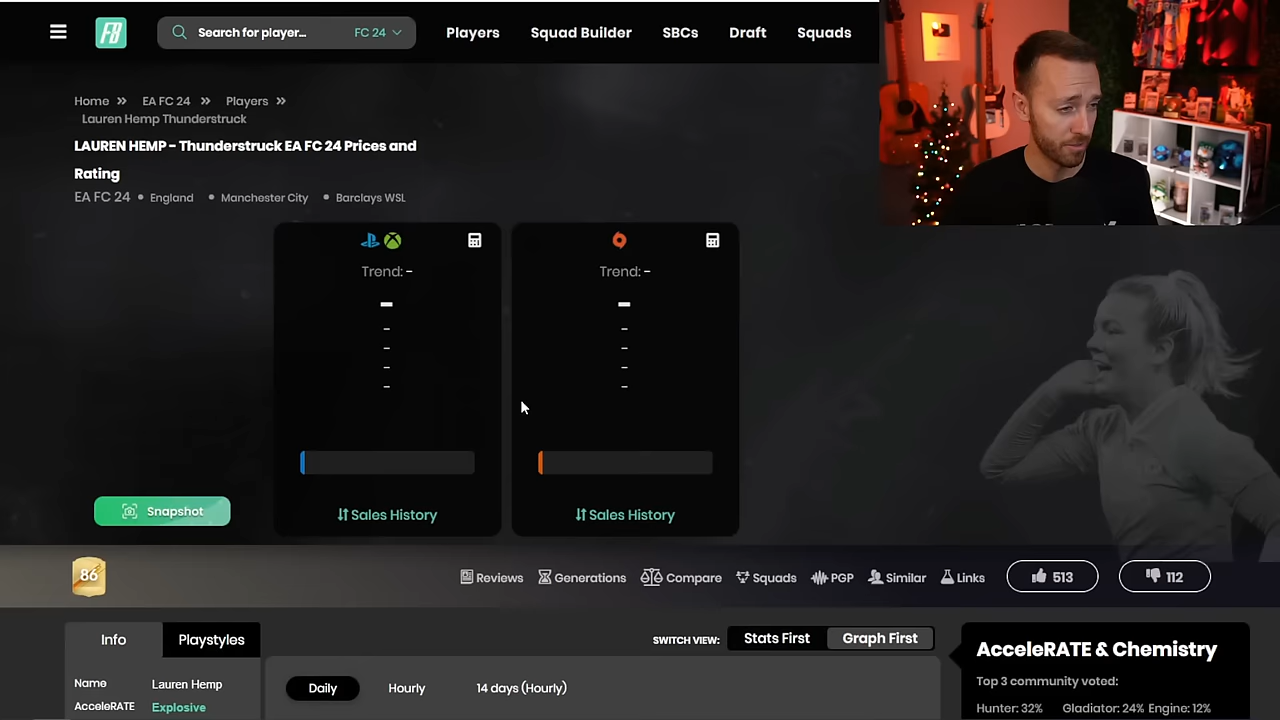 FB
Search for player...
FC 24
Players
Squad Builder
SBCs
Draft
Squads
Home » EA FC 24 » Players »
Lauren Hemp Thunderstruck
LAUREN HEMP - Thunderstruck EA FC 24 Prices and
Rating
EA FC 24 • England • Manchester City • Barclays WSL
Trend: -
-
-
-
-
-
Sales History
Trend: -
-
-
-
-
-
Sales History
Snapshot
86
Reviews
Generations
Compare
Squads
PGP
Similar
Links
513
112
Info
Playstyles
SWITCH VIEW:
Stats First
Graph First
Name
Lauren Hemp
AcceleRATE
Explosive
Daily
Hourly
14 days (Hourly)
AcceleRATE & Chemistry
Top 3 community voted:
Hunter: 32% Gladiator: 24% Engine: 12%